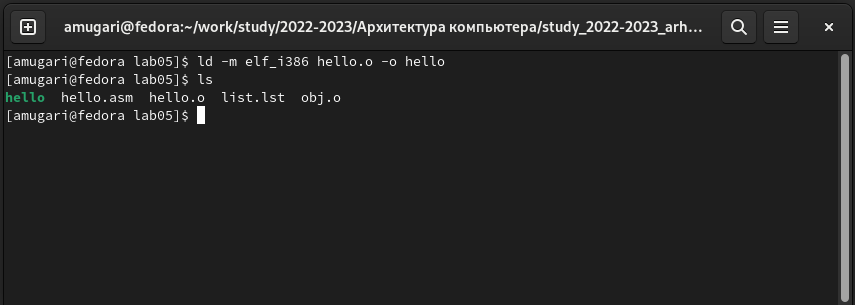 amugari@fedora:~/work/study/2022-2023/Архитектура компьютера/study_2022-2023_arh...
[amugari@fedora lab05]$ ld -m elf_i386 hello.o -o hello
[amugari@fedora lab05]$ ls
hello  hello.asm  hello.o  list.lst  obj.o
[amugari@fedora lab05]$